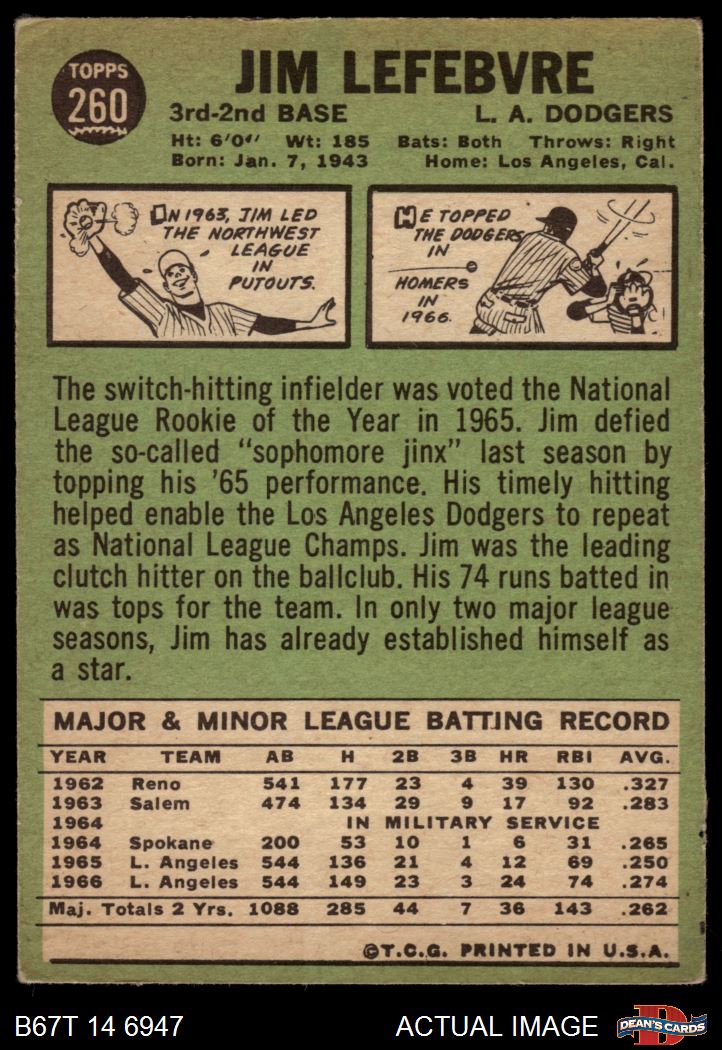 TOPPS
260
JIM LEFEBVRE
3rd-2nd BASE L. A. DODGERS
Ht: 6'0" Wt: 185 Bats: Both Throws: Right
Born: Jan. 7, 1943 Home: Los Angeles, Cal.
IN 1963, JIM LED
THE NORTHWEST
LEAGUE
IN
PUTOUTS.
HE TOPPED
THE DODGERS
IN
HOMERS
IN
1966.
The switch-hitting infielder was voted the National
League Rookie of the Year in 1965. Jim defied
the so-called “sophomore jinx” last season by
topping his '65 performance. His timely hitting
helped enable the Los Angeles Dodgers to repeat
as National League Champs. Jim was the leading
clutch hitter on the ballclub. His 74 runs batted in
was tops for the team. In only two major league
seasons, Jim has already established himself as
a star.
MAJOR & MINOR LEAGUE BATTING RECORD
YEAR TEAM AB H 2B 3B HR RBI AVG.
1962 Reno 541 177 23 4 39 130 .327
1963 Salem 474 134 29 9 17 92 .283
1964 IN MILITARY SERVICE
1964 Spokane 200 53 10 1 6 31 .265
1965 L. Angeles 544 136 21 4 12 69 .250
1966 L. Angeles 544 149 23 3 24 74 .274
Maj. Totals 2 Yrs. 1088 285 44 7 36 143 .262
©T.C.G. PRINTED IN U.S.A.
B67T 14 6947 ACTUAL IMAGE D DEAN'S CARDS